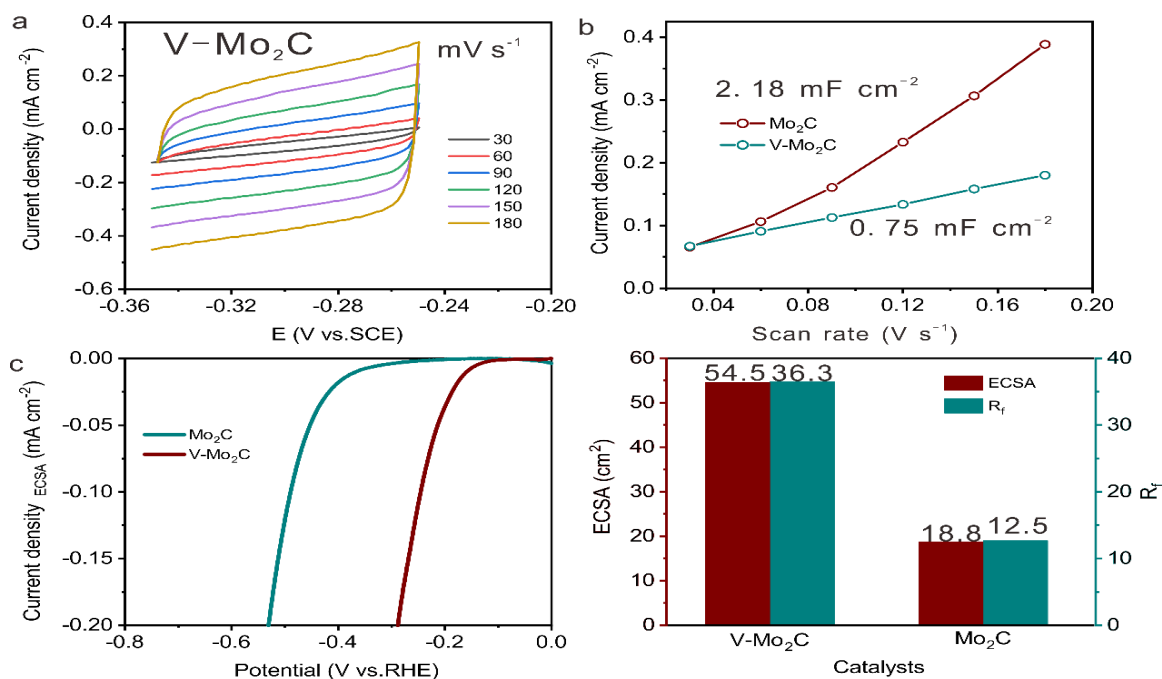 a
V−Mo₂C
mV s⁻¹
0.4
0.2
0.0
-0.2
-0.4
-0.6
Current density (mA cm⁻²)
30
60
90
120
150
180
-0.36
-0.32
-0.28
-0.24
-0.20
E (V vs.SCE)
b
2. 18 mF cm⁻²
Mo₂C
V-Mo₂C
0. 75 mF cm⁻²
0.4
0.3
0.2
0.1
0.0
Current density (mA cm⁻²)
0.04
0.08
0.12
0.16
0.20
Scan rate (V s⁻¹)
c
0.00
-0.05
-0.10
-0.15
-0.20
Current density ECSA (mA cm⁻²)
Mo₂C
V-Mo₂C
-0.8
-0.6
-0.4
-0.2
0.0
Potential (V vs.RHE)
60
50
40
30
20
10
0
ECSA (cm²)
54.5
36.3
ECSA
Rf
18.8
12.5
40
30
20
10
0
Rf
V-Mo₂C
Mo₂C
Catalysts